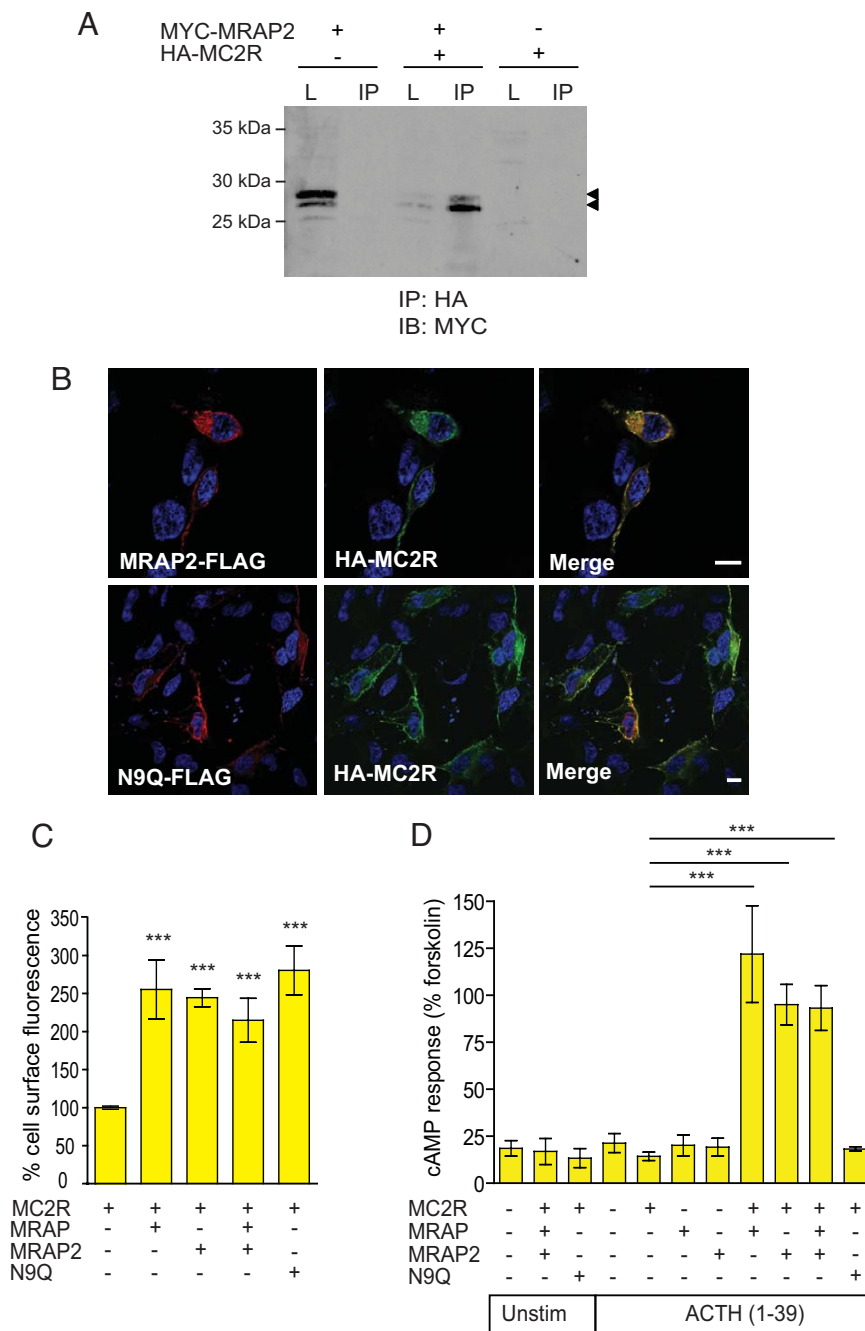 A
MYC-MRAP2 + + -
HA-MC2R - + +
L IP L IP L IP
35 kDa
30 kDa
25 kDa
IP: HA
IB: MYC
B
MRAP2-FLAG HA-MC2R Merge
N9Q-FLAG HA-MC2R Merge
C
% cell surface fluorescence
350
300
250
200
150
100
50
0
*** *** *** ***
MC2R + + + + +
MRAP - + - + -
MRAP2 - - + + -
N9Q - - - - +
D
***
***
***
cAMP response (% forskolin)
150
125
100
75
50
25
0
MC2R - + + - + - - + + + +
MRAP - + - - - + - + - + -
MRAP2 - + - - - - + - + + -
N9Q - - + - - - - - - - +
Unstim ACTH (1-39)